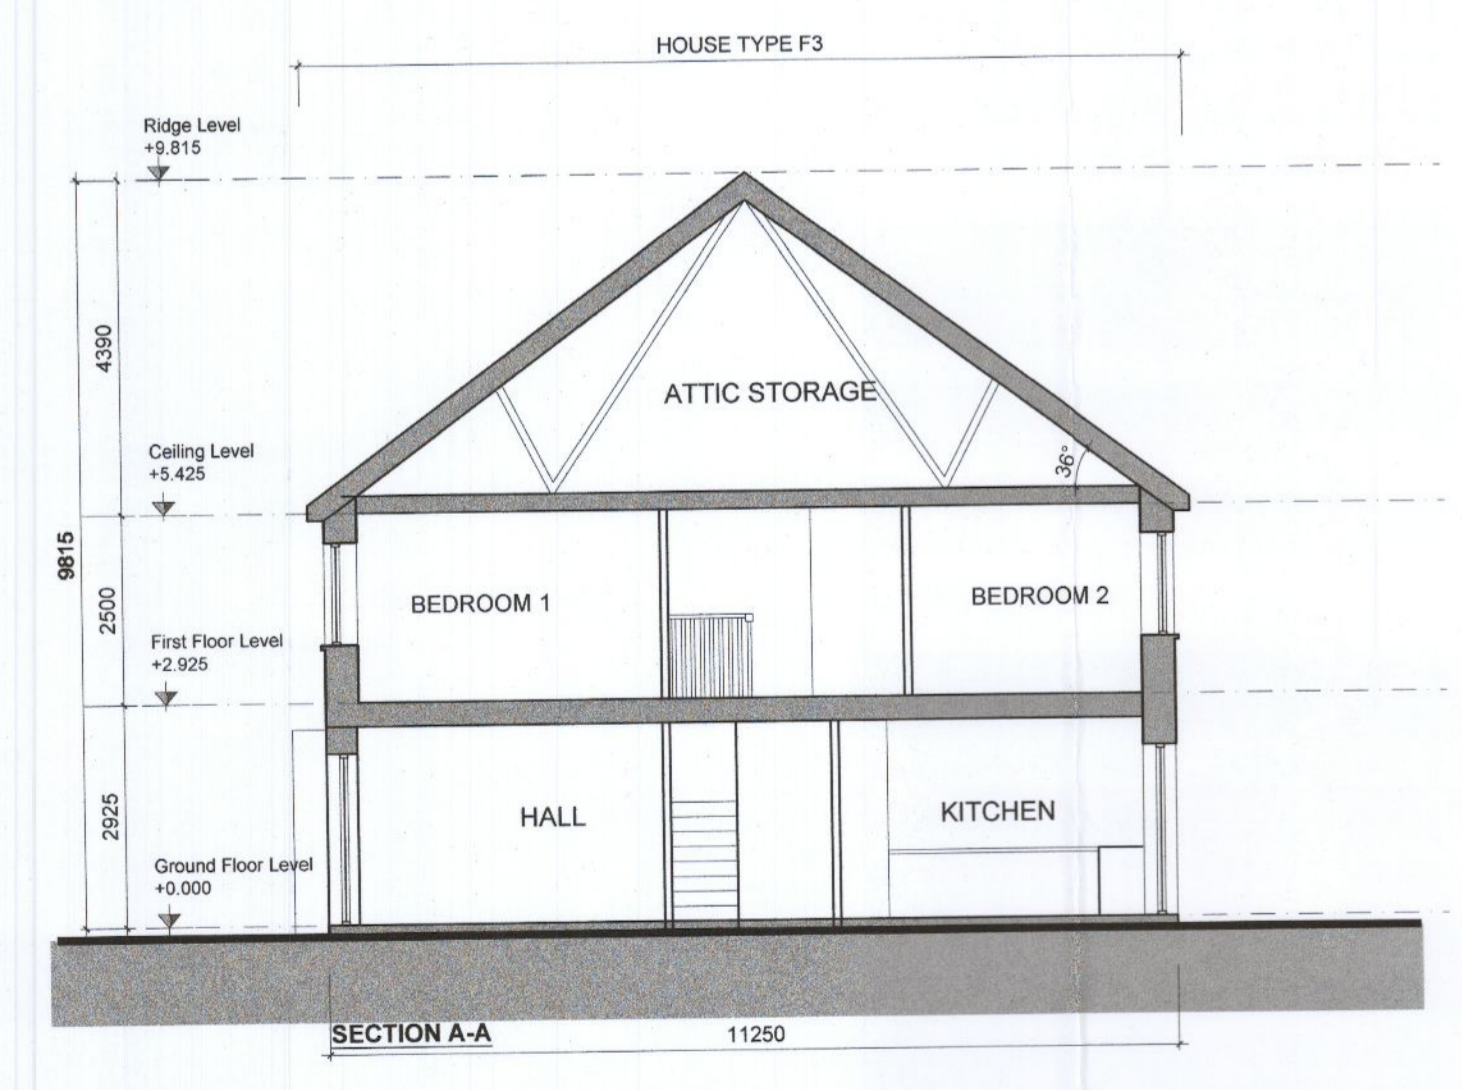 HOUSE TYPE F3
Ridge Level
+9.815
4390
ATTIC STORAGE
36°
Ceiling Level
+5.425
9815
2500
BEDROOM 1
BEDROOM 2
First Floor Level
+2.925
2925
HALL
KITCHEN
Ground Floor Level
+0.000
SECTION A-A
11250